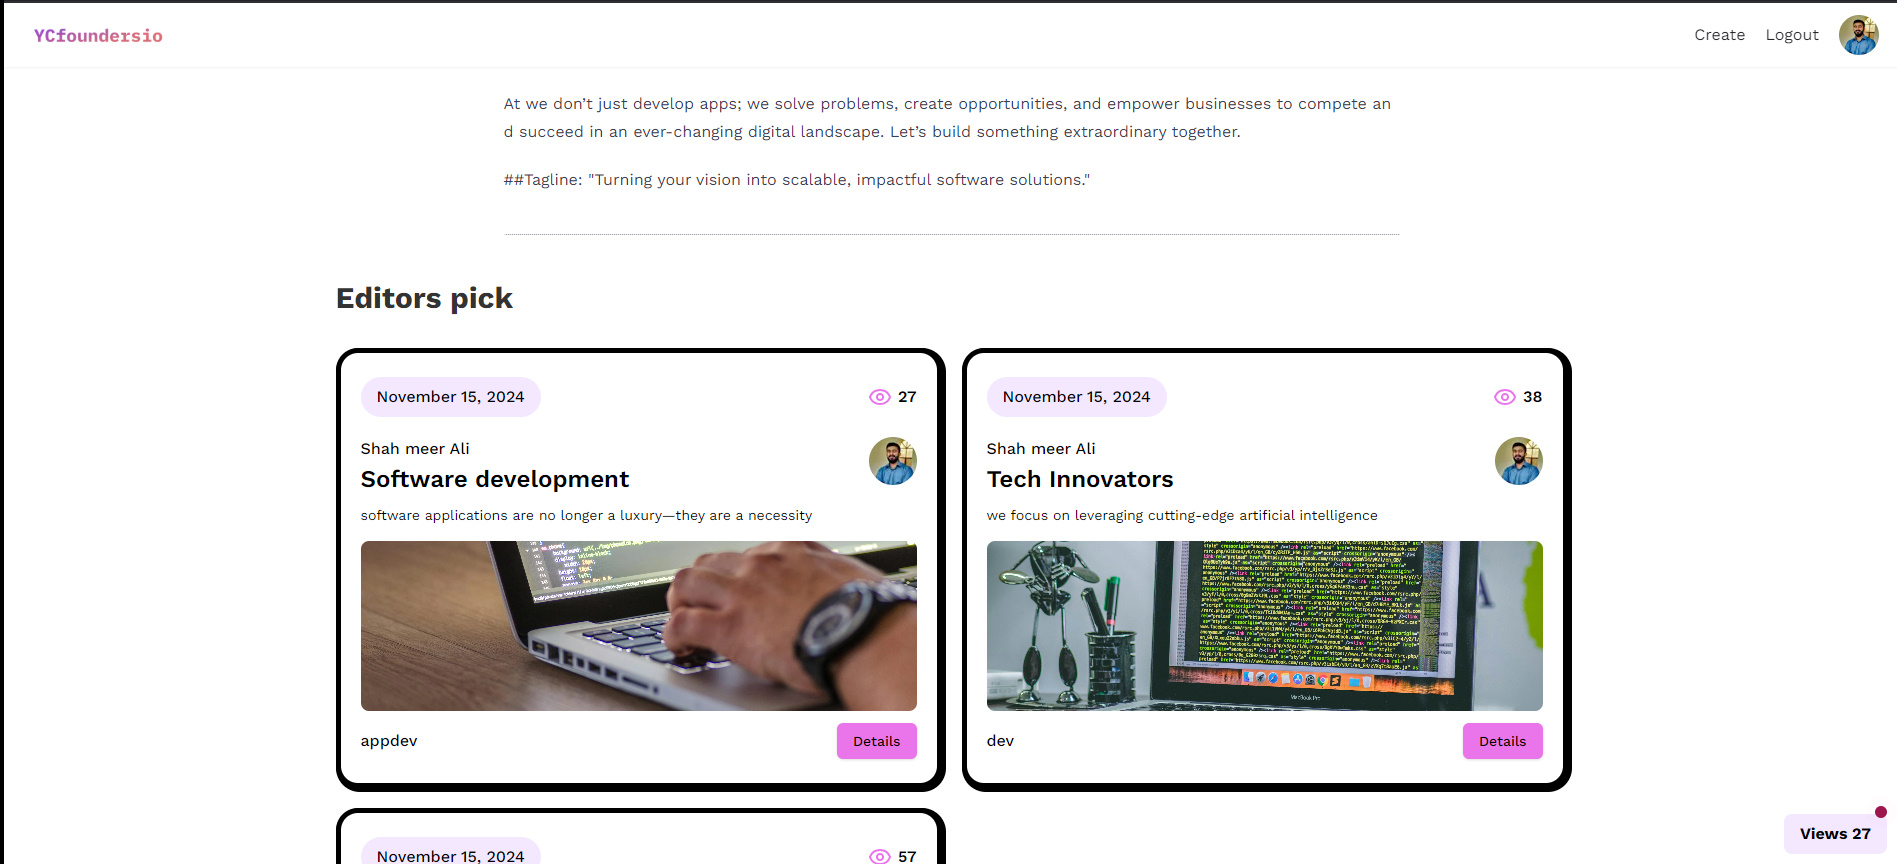 YCfoundersio
Create Logout
At we don’t just develop apps; we solve problems, create opportunities, and empower businesses to compete an
d succeed in an ever-changing digital landscape. Let’s build something extraordinary together.
##Tagline: "Turning your vision into scalable, impactful software solutions."
Editors pick
November 15, 2024 27
Shah meer Ali
Software development
software applications are no longer a luxury—they are a necessity
appdev Details
November 15, 2024 38
Shah meer Ali
Tech Innovators
we focus on leveraging cutting-edge artificial intelligence
MacBook Pro
dev Details
November 15, 2024 57
Views 27